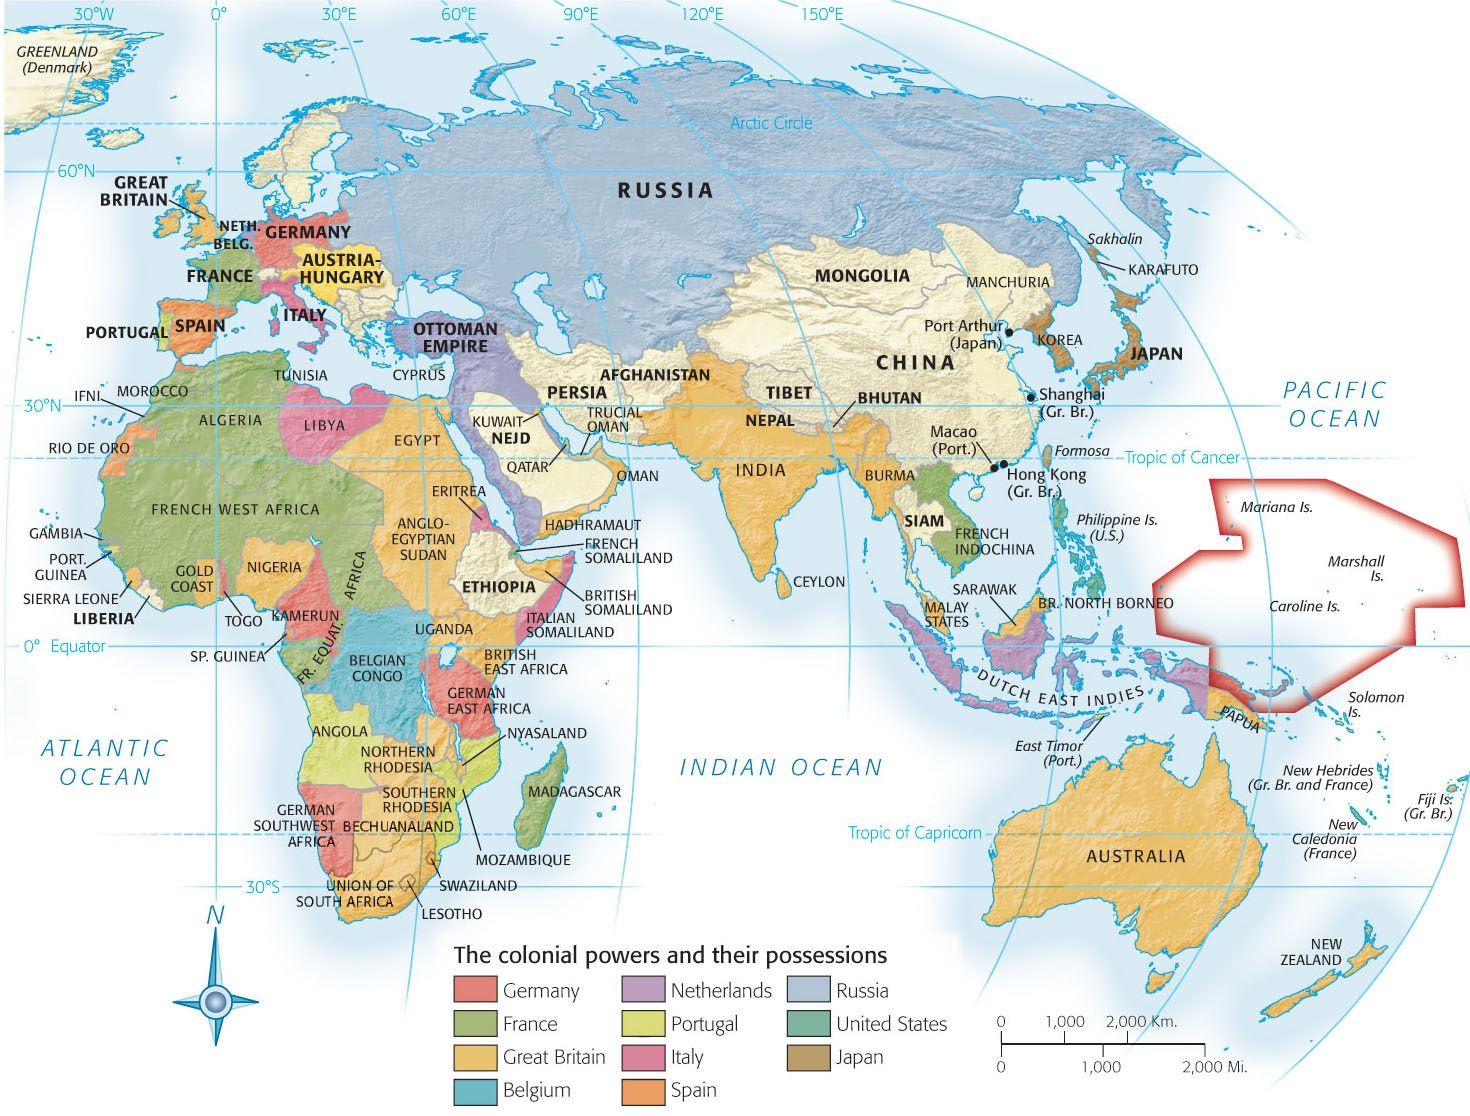 30°W
0°
30°E
60°E
90°E
120°E
150°E
GREENLAND
(Denmark)
Arctic Circle
60°N
RUSSIA
GREAT
BRITAIN
NETH.
BELG.
GERMANY
AUSTRIA-
HUNGARY
FRANCE
ITALY
PORTUGAL
SPAIN
OTTOMAN
EMPIRE
MONGOLIA
MANCHURIA
Sakhalin
KARAFUTO
Port Arthur
(Japan)
KOREA
JAPAN
CHINA
TUNISIA
CYPRUS
PERSIA
AFGHANISTAN
TIBET
BHUTAN
NEPAL
Shanghai
(Gr. Br.)
PACIFIC
OCEAN
IFNI
MOROCCO
30°N
ALGERIA
LIBYA
EGYPT
KUWAIT
NEJD
TRUCIAL
OMAN
QATAR
OMAN
RIO DE ORO
INDIA
BURMA
Macao
(Port.)
Formosa
Tropic of Cancer
Hong Kong
(Gr. Br.)
ERITREA
FRENCH WEST AFRICA
ANGLO-
EGYPTIAN
SUDAN
HADHRAMAUT
FRENCH
SOMALILAND
SIAM
FRENCH
INDOCHINA
Philippine Is.
(U.S.)
Mariana Is.
Marshall
Is.
Caroline Is.
GAMBIA
PORT.
GUINEA
SIERRA LEONE
LIBERIA
GOLD
COAST
NIGERIA
TOGO
KAMERUN
FR. EQUAT.
AFRICA
ETHIOPIA
BRITISH
SOMALILAND
ITALIAN
SOMALILAND
CEYLON
SARAWAK
BR. NORTH BORNEO
MALAY
STATES
0° Equator
SP. GUINEA
UGANDA
BRITISH
EAST AFRICA
BELGIAN
CONGO
GERMAN
EAST AFRICA
DUTCH EAST INDIES
PAPUA
Solomon
Is.
East Timor
(Port.)
ATLANTIC
OCEAN
INDIAN OCEAN
ANGOLA
NORTHERN
RHODESIA
NYASALAND
SOUTHERN
RHODESIA
MADAGASCAR
New Hebrides
(Gr. Br. and France)
Fiji Is.
(Gr. Br.)
New
Caledonia
(France)
GERMAN
SOUTHWEST
AFRICA
BECHUANALAND
MOZAMBIQUE
Tropic of Capricorn
AUSTRALIA
30°S
UNION OF
SOUTH AFRICA
SWAZILAND
LESOTHO
NEW
ZEALAND
N
The colonial powers and their possessions
Germany
France
Great Britain
Belgium
Netherlands
Portugal
Italy
Spain
Russia
United States
Japan
0 1,000 2,000 Km.
0 1,000 2,000 Mi.